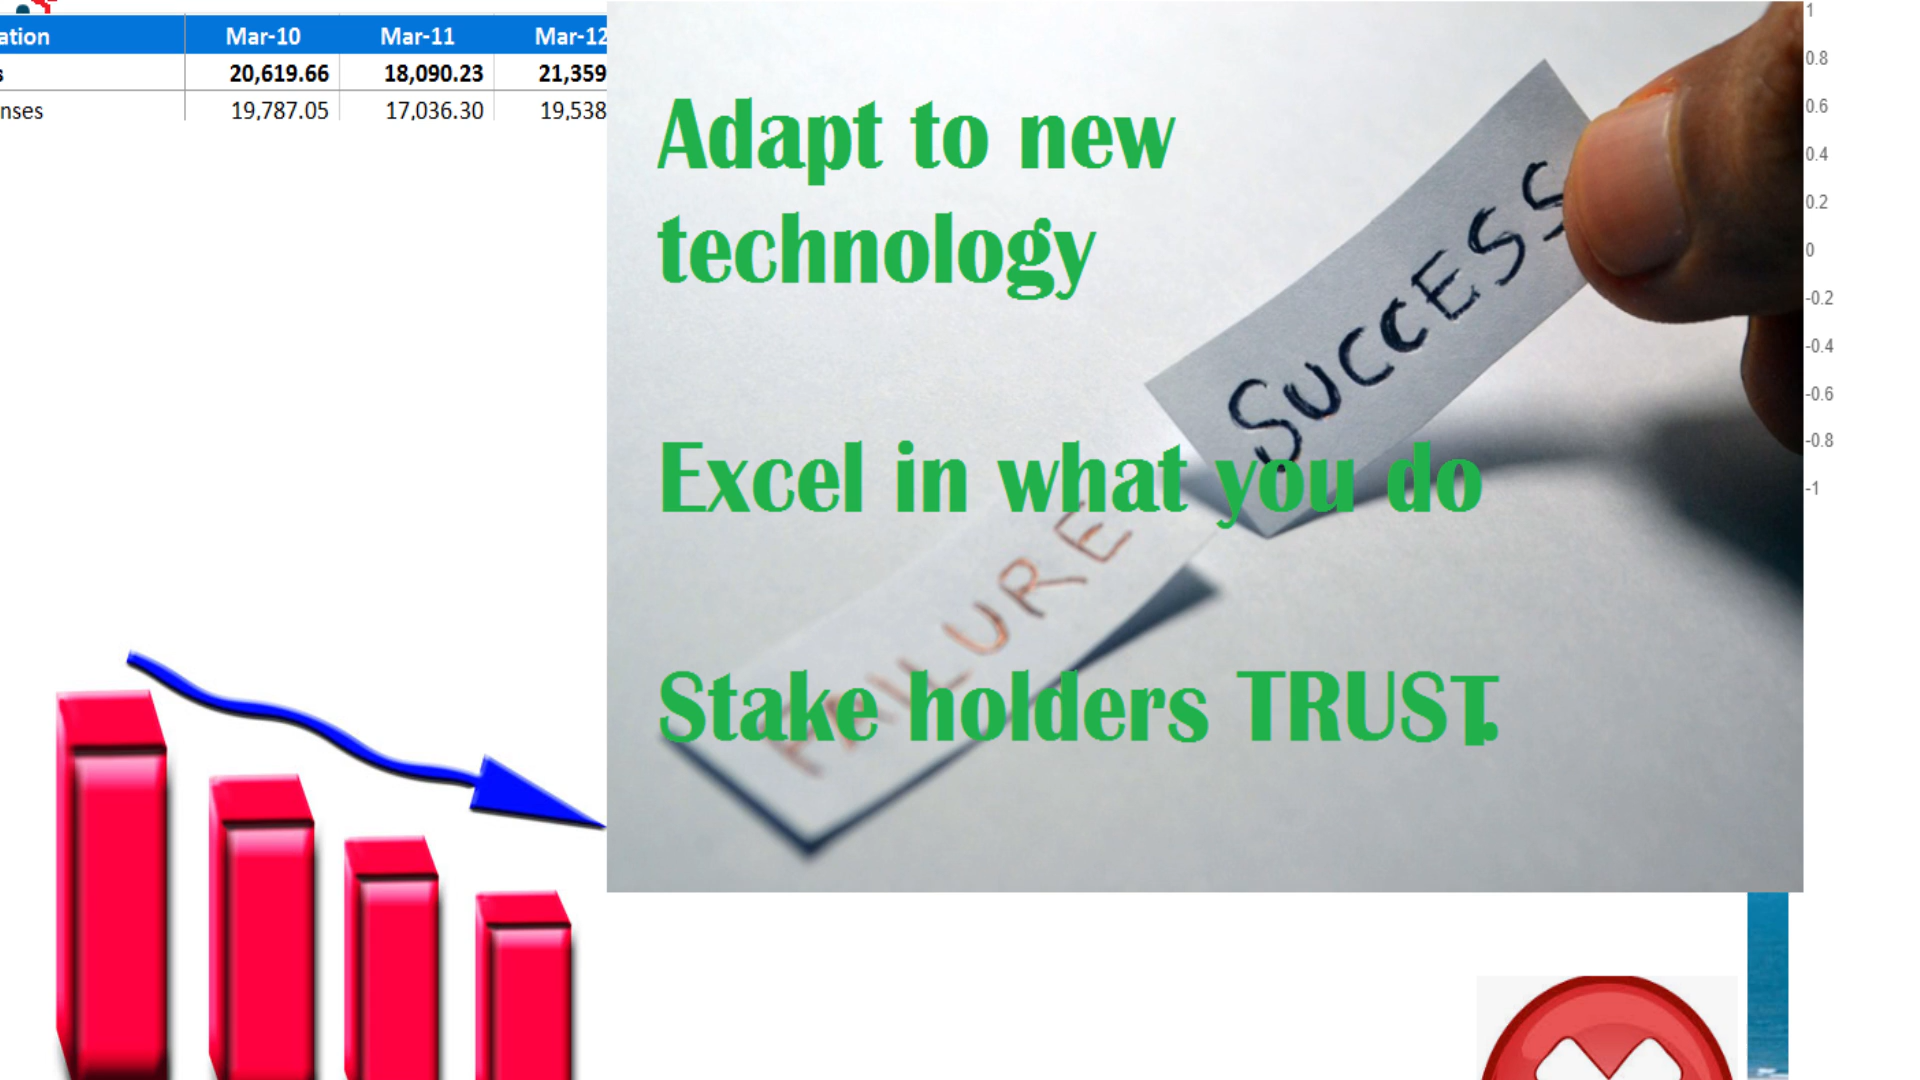 ation Mar-10 Mar-11 Mar-12
s 20,619.66 18,090.23 21,359
nses 19,787.05 17,036.30 19,538
Adapt to new
technology
SUCCESS
Excel in what you do
FAILURE
Stake holders TRUST.
1
0.8
0.6
0.4
0.2
0
-0.2
-0.4
-0.6
-0.8
-1